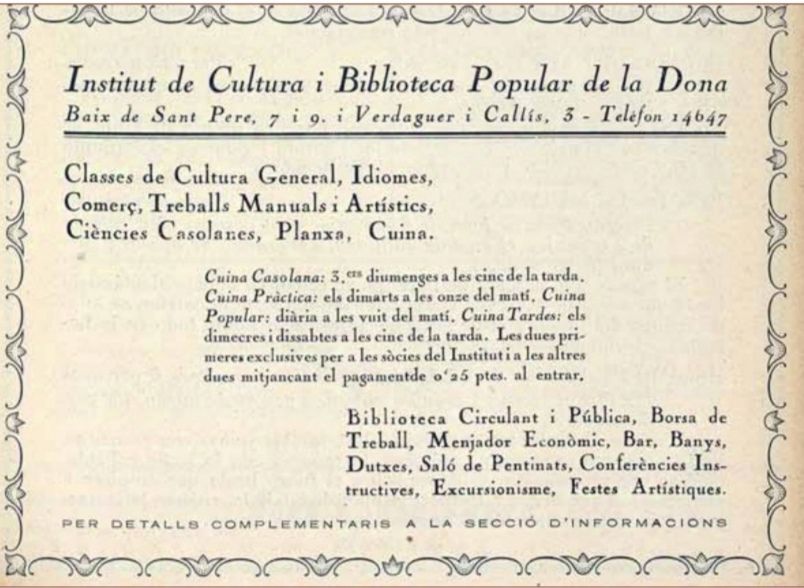 Institut de Cultura i Biblioteca Popular de la Dona
Baix de Sant Pere, 7 i 9. i Verdaguer i Callís, 3 - Telèfon 14647
Classes de Cultura General, Idiomes,
Comerç, Treballs Manuals i Artístics,
Ciències Casolanes, Planxa, Cuina.
Cuina Casolana: 3.ers diumenges a les cinc de la tarda.
Cuina Pràctica: els dimarts a les onze del matí. Cuina
Popular: diària a les vuit del matí. Cuina Tardes: els
dimecres i dissabtes a les cinc de la tarda. Les dues pri-
meres exclusives per a les sòcies del Institut i a les altres
dues mitjancant el pagamentde o'25 ptes. al entrar.
Biblioteca Circulant i Pública, Borsa de
Treball, Menjador Econòmic, Bar, Banys,
Dutxes, Saló de Pentinats, Conferències Ins-
tructives, Excursionisme, Festes Artístiques.
PER DETALLS COMPLEMENTARIS A LA SECCIÓ D'INFORMACIONS